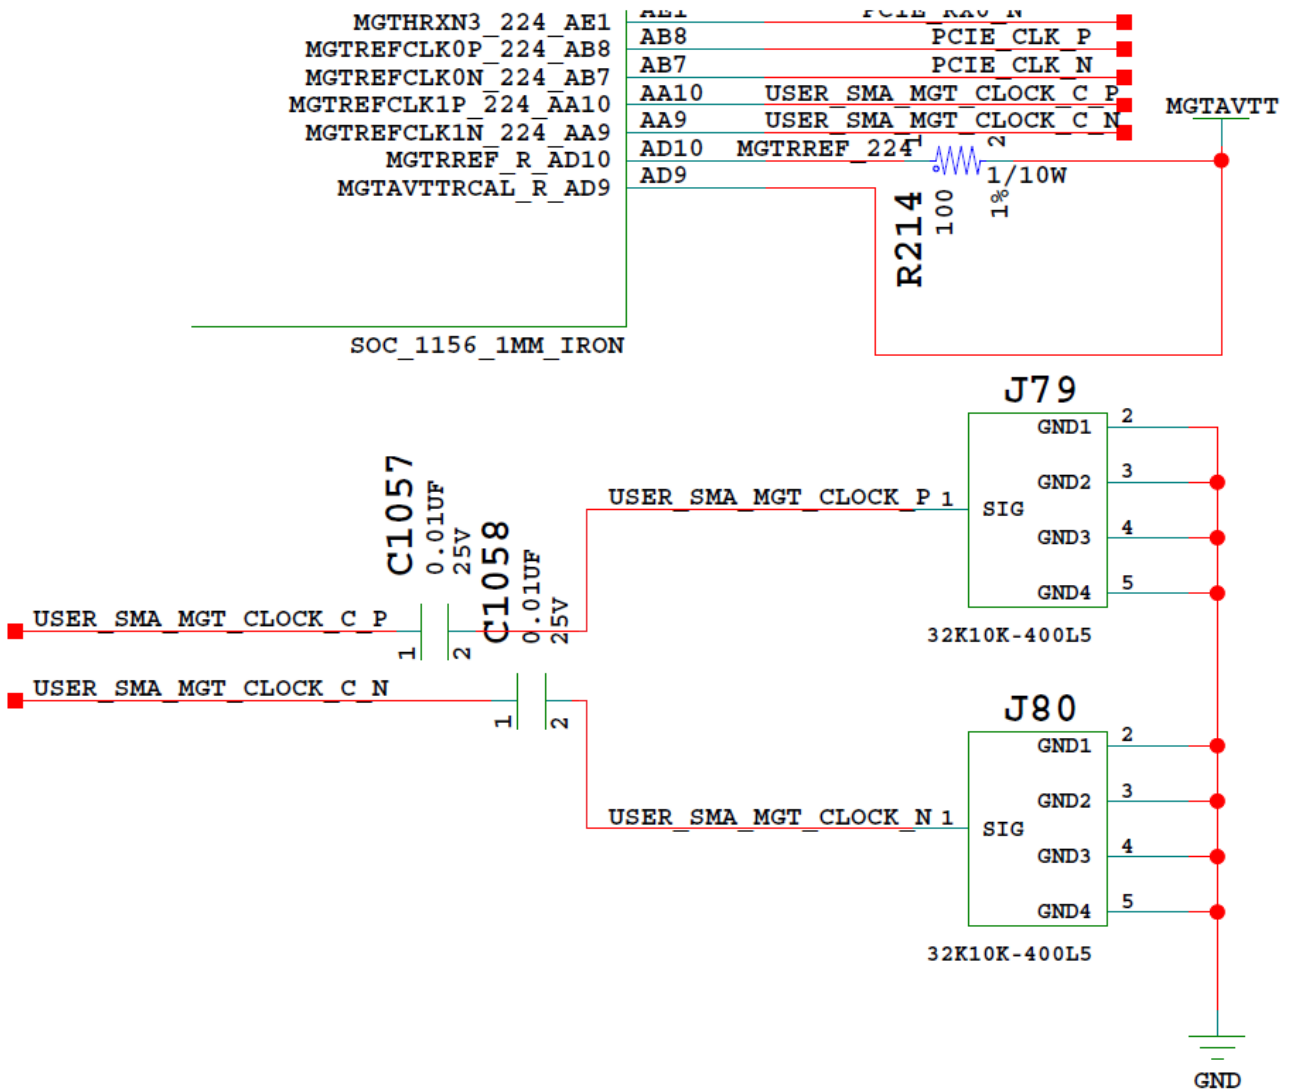 MGTHRXN3_224_AE1 AE1 PCIE_RX0_N
MGTREFCLK0P_224_AB8 AB8 PCIE_CLK_P
MGTREFCLK0N_224_AB7 AB7 PCIE_CLK_N
MGTREFCLK1P_224_AA10 AA10 USER_SMA_MGT_CLOCK_C_P
MGTAVTT
MGTREFCLK1N_224_AA9 AA9 USER_SMA_MGT_CLOCK_C_N
MGTRREF_R_AD10 AD10 MGTRREF_224 1 2
MGTAVTTRCAL_R_AD9 AD9 1/10W
R214 100 1%
SOC_1156_1MM_IRON
J79
GND1 2
GND2 3
USER_SMA_MGT_CLOCK_P 1 SIG
GND3 4
GND4 5
32K10K-400L5
C1057 0.01UF 25V
C1058 0.01UF 25V
USER_SMA_MGT_CLOCK_C_P 1 2
USER_SMA_MGT_CLOCK_C_N 1 2
J80
GND1 2
GND2 3
USER_SMA_MGT_CLOCK_N 1 SIG
GND3 4
GND4 5
32K10K-400L5
GND